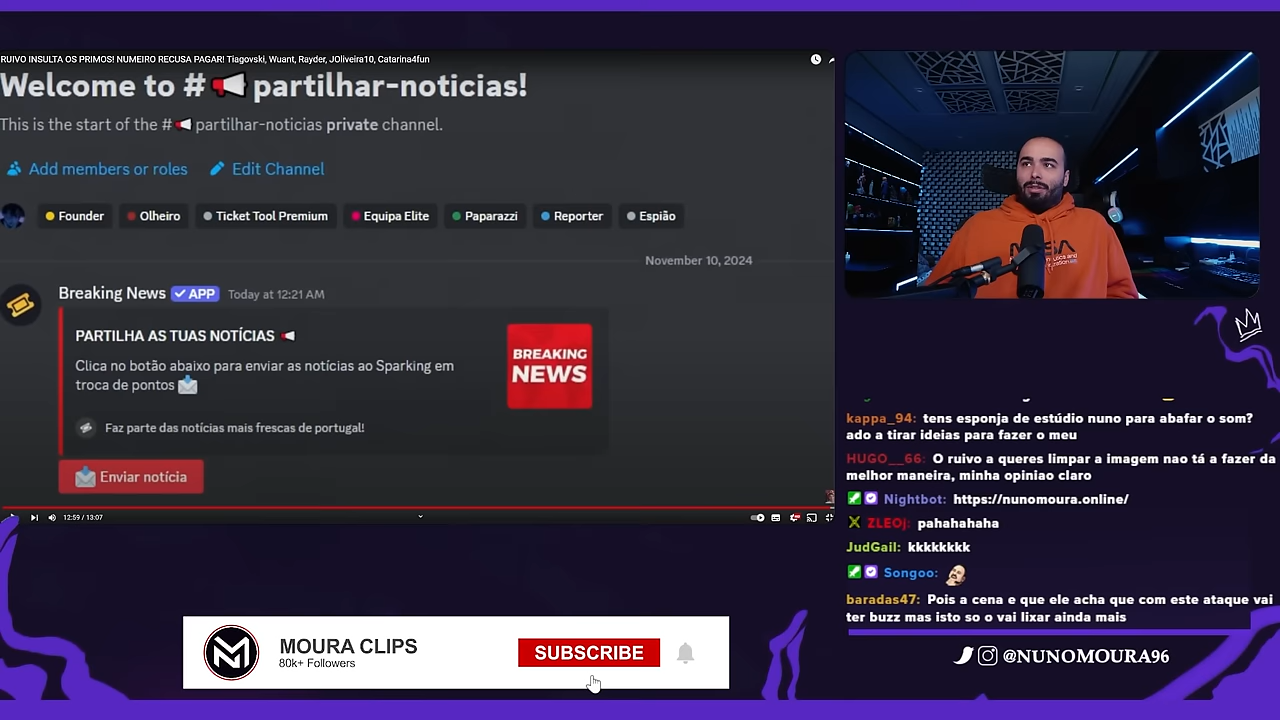 RUIVO INSULTA OS PRIMOS! NUMEIRO RECUSA PAGAR! Tiagovski, Wuant, Rayder, JOliveira10, Catarina4fun
Welcome to # partilhar-noticias!
This is the start of the # partilhar-noticias private channel.
Add members or roles Edit Channel
Founder Olheiro Ticket Tool Premium Equipa Elite Paparazzi Reporter Espião
November 10, 2024
Breaking News APP Today at 12:21 AM
PARTILHA AS TUAS NOTÍCIAS
Clica no botão abaixo para enviar as notícias ao Sparking em
troca de pontos
BREAKING
NEWS
Faz parte das notícias mais frescas de portugal!
Enviar notícia
12:59 / 13:07
kappa_94: tens esponja de estúdio nuno para abafar o som?
ado a tirar ideias para fazer o meu
HUGO__66: O ruivo a queres limpar a imagem nao tá a fazer da
melhor maneira, minha opiniao claro
Nightbot: https://nunomoura.online/
ZLEOj: pahahahaha
JudGail: kkkkkkkk
Songoo:
baradas47: Pois a cena e que ele acha que com este ataque vai
ter buzz mas isto so o vai lixar ainda mais
@NUNOMOURA96
MOURA CLIPS
80k+ Followers
SUBSCRIBE